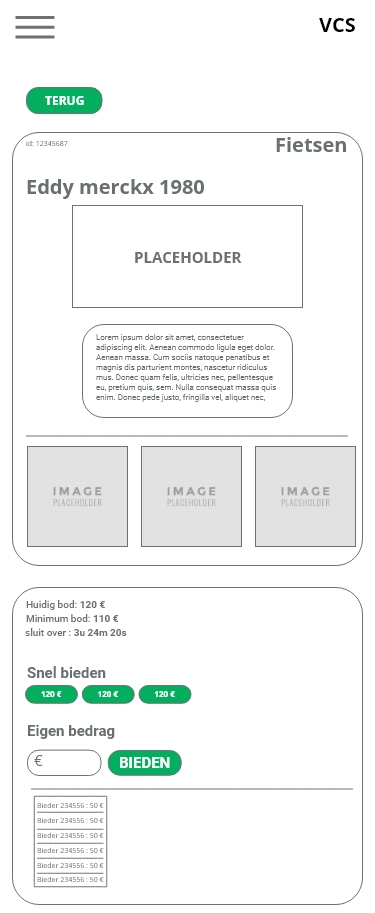 VCS
TERUG
id: 12345687
Fietsen
Eddy merckx 1980
PLACEHOLDER
Lorem ipsum dolor sit amet, consectetuer
adipiscing elit. Aenean commodo ligula eget dolor.
Aenean massa. Cum sociis natoque penatibus et
magnis dis parturient montes, nascetur ridiculus
mus. Donec quam felis, ultricies nec, pellentesque
eu, pretium quis, sem. Nulla consequat massa quis
enim. Donec pede justo, fringilla vel, aliquet nec,
IMAGE
PLACEHOLDER
IMAGE
PLACEHOLDER
IMAGE
PLACEHOLDER
Huidig bod: 120 €
Minimum bod: 110 €
sluit over : 3u 24m 20s
Snel bieden
120 € 120 € 120 €
Eigen bedrag
€ BIEDEN
Bieder 234556 : 50 €
Bieder 234556 : 50 €
Bieder 234556 : 50 €
Bieder 234556 : 50 €
Bieder 234556 : 50 €
Bieder 234556 : 50 €